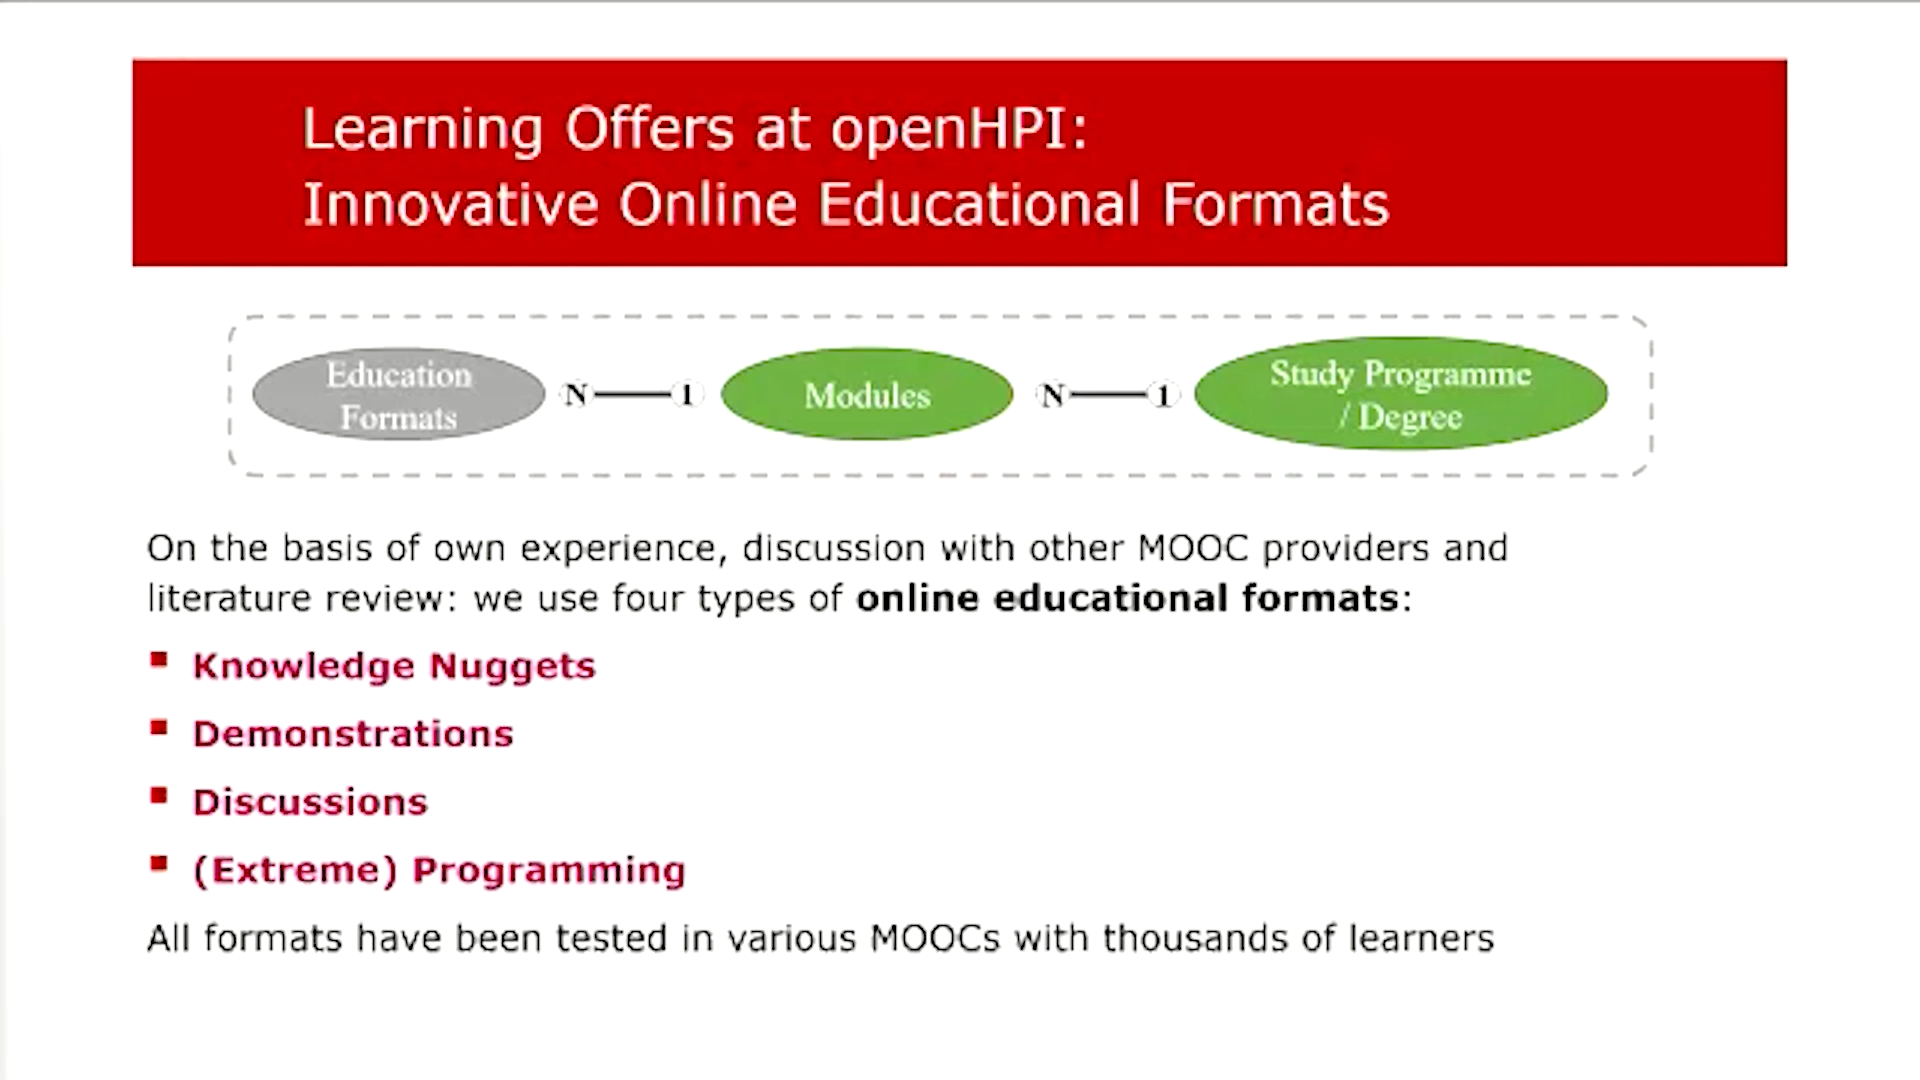 Learning Offers at openHPI:
Innovative Online Educational Formats
Education
Formats
N
1
Modules
N
1
Study Programme
/ Degree
On the basis of own experience, discussion with other MOOC providers and
literature review: we use four types of online educational formats:
Knowledge Nuggets
Demonstrations
Discussions
(Extreme) Programming
All formats have been tested in various MOOCs with thousands of learners